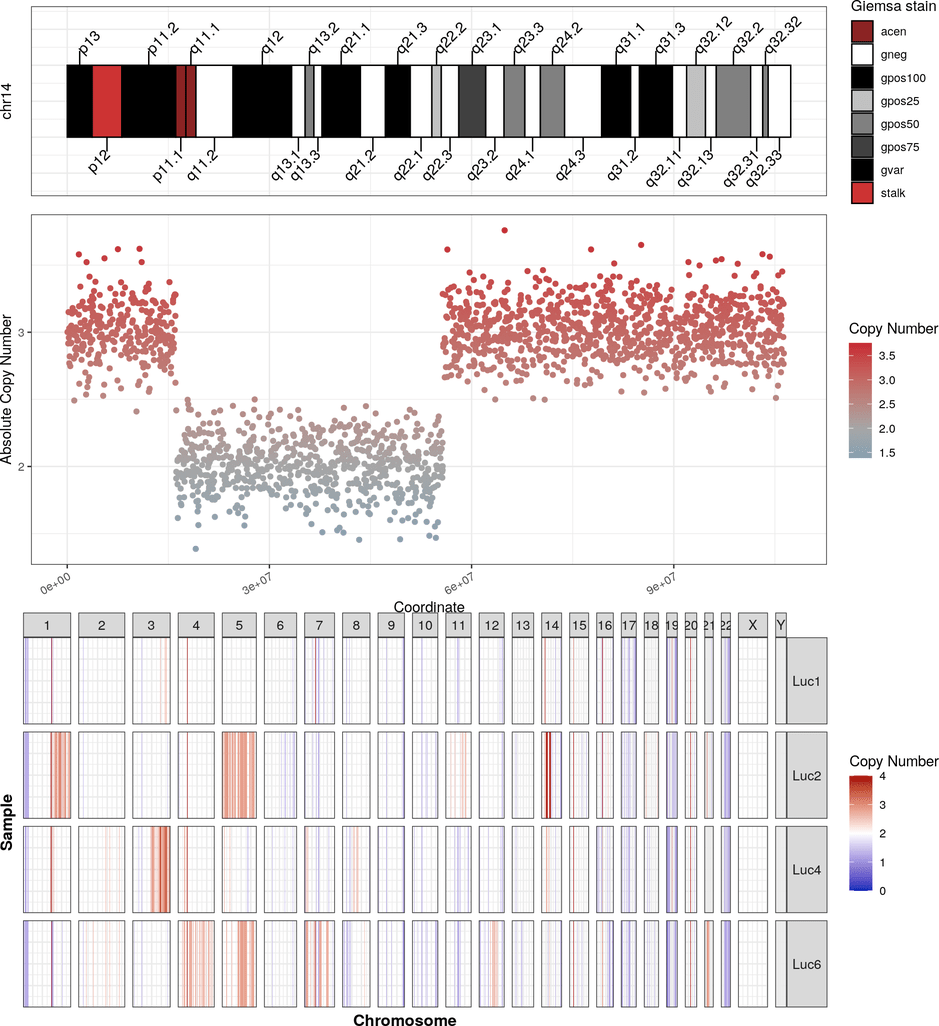 Giemsa stain
acen
gneg
gpos100
gpos25
gpos50
gpos75
gvar
stalk
chr14
p13 p11.2 q11.1 q12 q13.2 q21.1 q21.3 q22.2 q23.1 q23.3 q24.2 q31.1 q31.3 q32.12 q32.2 q32.32
p12 p11.1 q11.2 q13.1 q13.3 q21.2 q22.1 q22.3 q23.2 q24.1 q24.3 q31.2 q32.11 q32.13 q32.31 q32.33
Absolute Copy Number
3
2
0e+00 3e+07 6e+07 9e+07
Coordinate
Copy Number
3.5
3.0
2.5
2.0
1.5
1 2 3 4 5 6 7 8 9 10 11 12 13 14 15 16 17 18 19 20 21 22 X Y
Luc1
Luc2
Luc4
Luc6
Sample
Chromosome
Copy Number
4
3
2
1
0